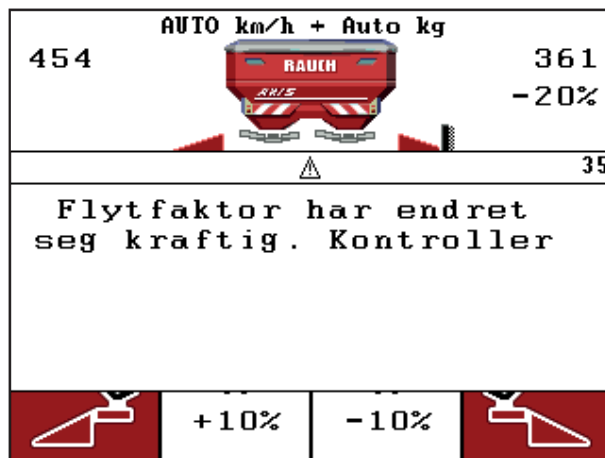 AUTO km/h + Auto kg
454
361
RAUCH
-20%
AXIS
35
Flytfaktor har endret
seg kraftig. Kontroller
+10%
-10%